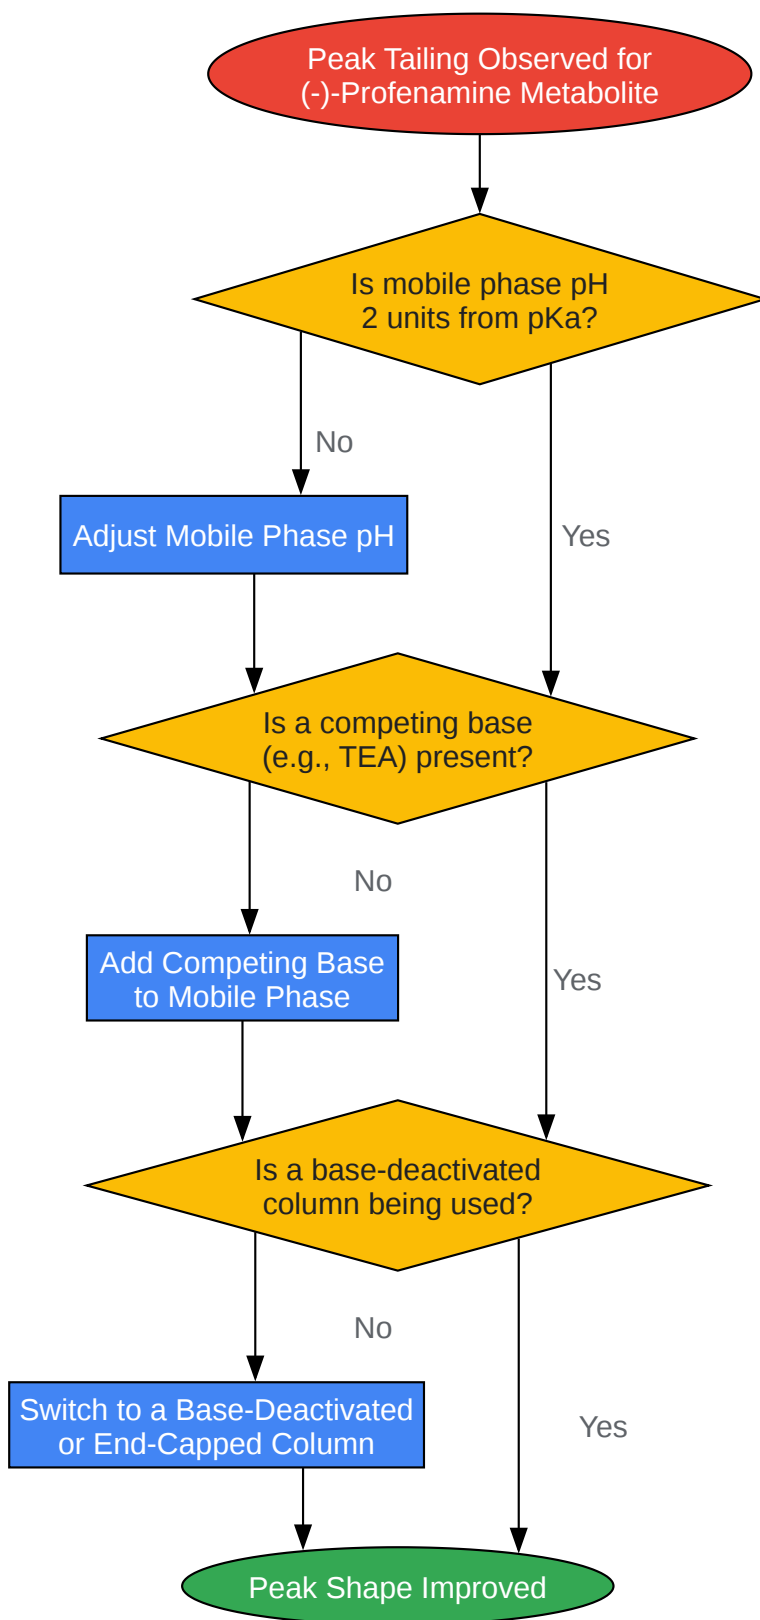 Peak Tailing Observed for
(-)-Profenamine Metabolite
Is mobile phase pH
2 units from pKa?
No
Adjust Mobile Phase pH
Yes
Is a competing base
(e.g., TEA) present?
No
Add Competing Base
to Mobile Phase
Yes
Is a base-deactivated
column being used?
No
Switch to a Base-Deactivated
or End-Capped Column
Yes
Peak Shape Improved